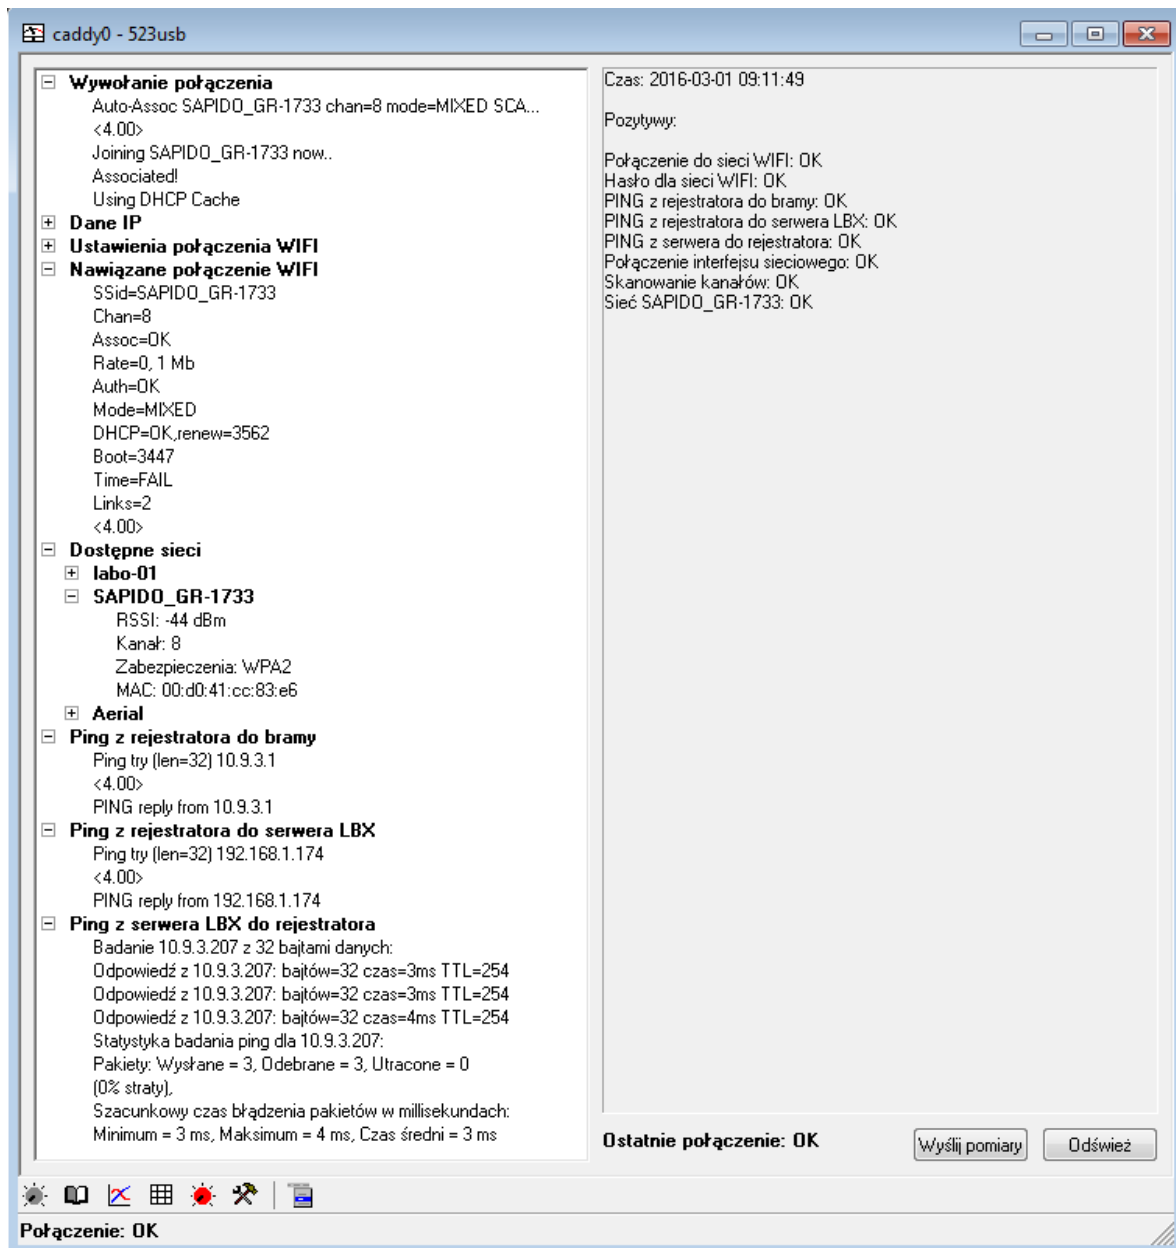 caddy0 - 523usb
Wywołanie połączenia
Auto-Assoc SAPIDO_GR-1733 chan=8 mode=MIXED SCA...
<4.00>
Joining SAPIDO_GR-1733 now..
Associated!
Using DHCP Cache
Dane IP
Ustawienia połączenia WIFI
Nawiązane połączenie WIFI
SSid=SAPIDO_GR-1733
Chan=8
Assoc=OK
Rate=0, 1 Mb
Auth=OK
Mode=MIXED
DHCP=OK,renew=3562
Boot=3447
Time=FAIL
Links=2
<4.00>
Dostępne sieci
labo-01
SAPIDO_GR-1733
RSSI: -44 dBm
Kanał: 8
Zabezpieczenia: WPA2
MAC: 00:d0:41:cc:83:e6
Aerial
Ping z rejestratora do bramy
Ping try (len=32) 10.9.3.1
<4.00>
PING reply from 10.9.3.1
Ping z rejestratora do serwera LBX
Ping try (len=32) 192.168.1.174
<4.00>
PING reply from 192.168.1.174
Ping z serwera LBX do rejestratora
Badanie 10.9.3.207 z 32 bajtami danych:
Odpowiedź z 10.9.3.207: bajtów=32 czas=3ms TTL=254
Odpowiedź z 10.9.3.207: bajtów=32 czas=3ms TTL=254
Odpowiedź z 10.9.3.207: bajtów=32 czas=4ms TTL=254
Statystyka badania ping dla 10.9.3.207:
Pakiety: Wysłane = 3, Odebrane = 3, Utracone = 0
(0% straty),
Szacunkowy czas błądzenia pakietów w millisekundach:
Minimum = 3 ms, Maksimum = 4 ms, Czas średni = 3 ms
Czas: 2016-03-01 09:11:49
Pozytywy:
Połączenie do sieci WIFI: OK
Hasło dla sieci WIFI: OK
PING z rejestratora do bramy: OK
PING z rejestratora do serwera LBX: OK
PING z serwera do rejestratora: OK
Połączenie interfejsu sieciowego: OK
Skanowanie kanałów: OK
Sieć SAPIDO_GR-1733: OK
Ostatnie połączenie: OK
Wyślij pomiary
Odśwież
Połączenie: OK